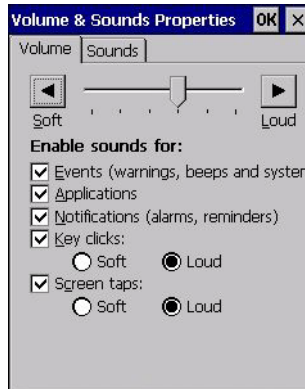 Volume & Sounds Properties OK ×
Volume Sounds
Soft Loud
Enable sounds for:
Events (warnings, beeps and system
Applications
Notifications (alarms, reminders)
Key clicks:
Soft Loud
Screen taps:
Soft Loud